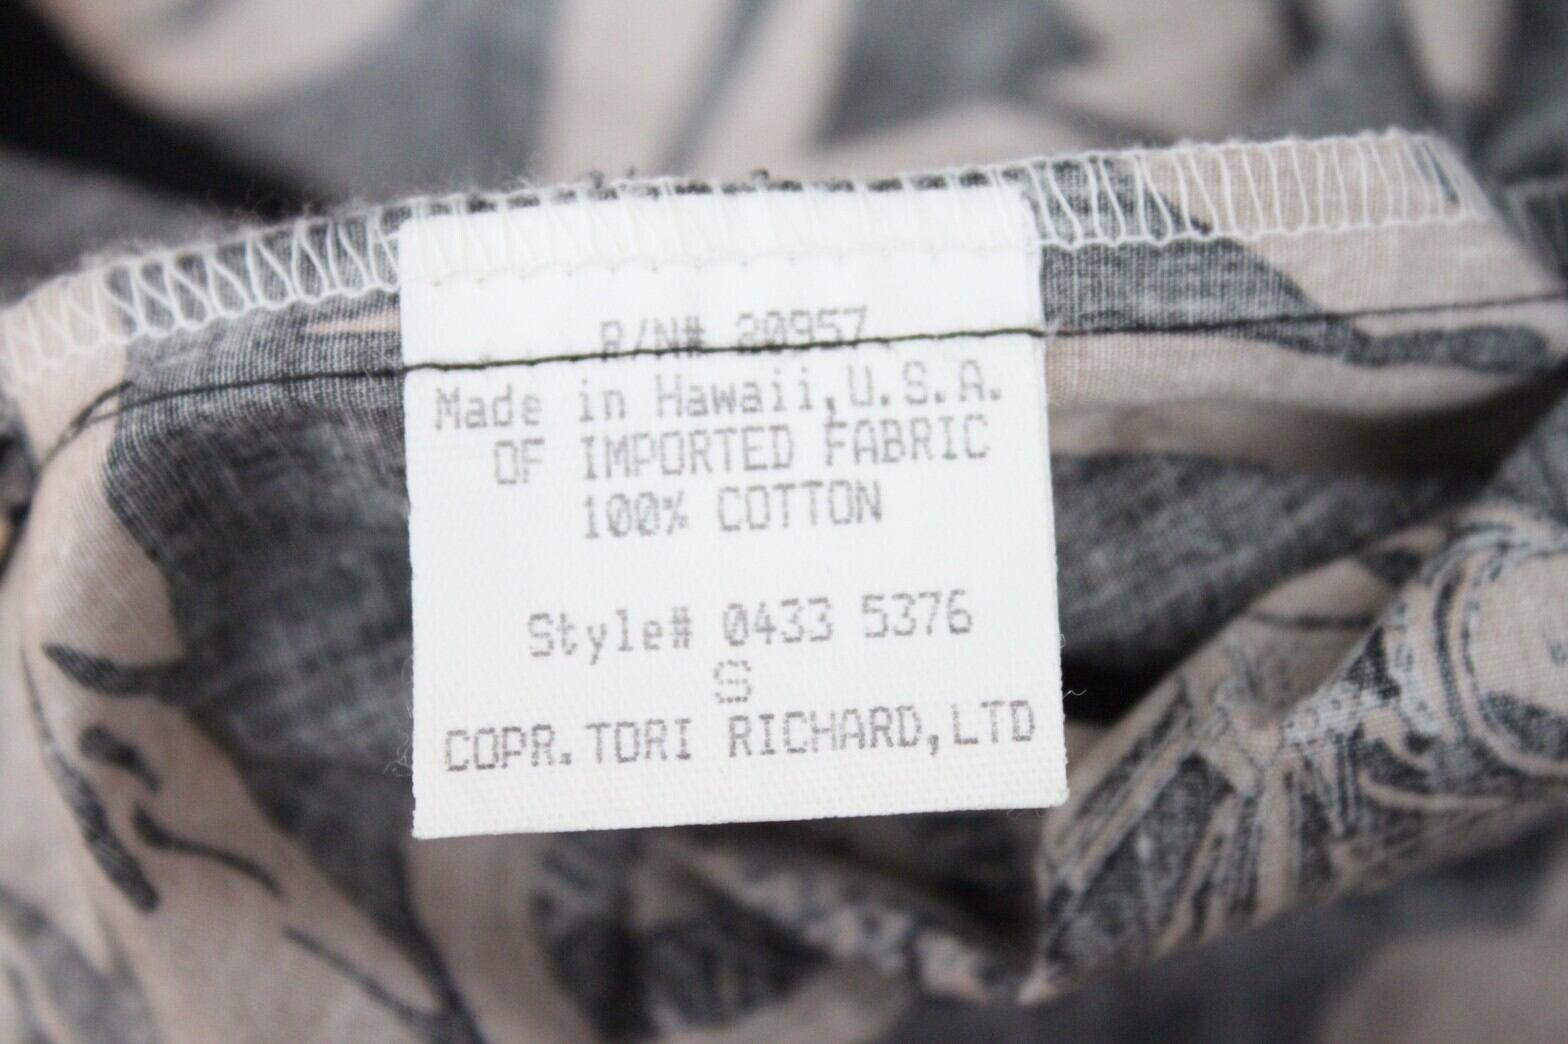 R/N# 20957
Made in Hawaii,U.S.A.
OF IMPORTED FABRIC
100% COTTON
Style# 0433 5376
S
COPR.TORI RICHARD,LTD